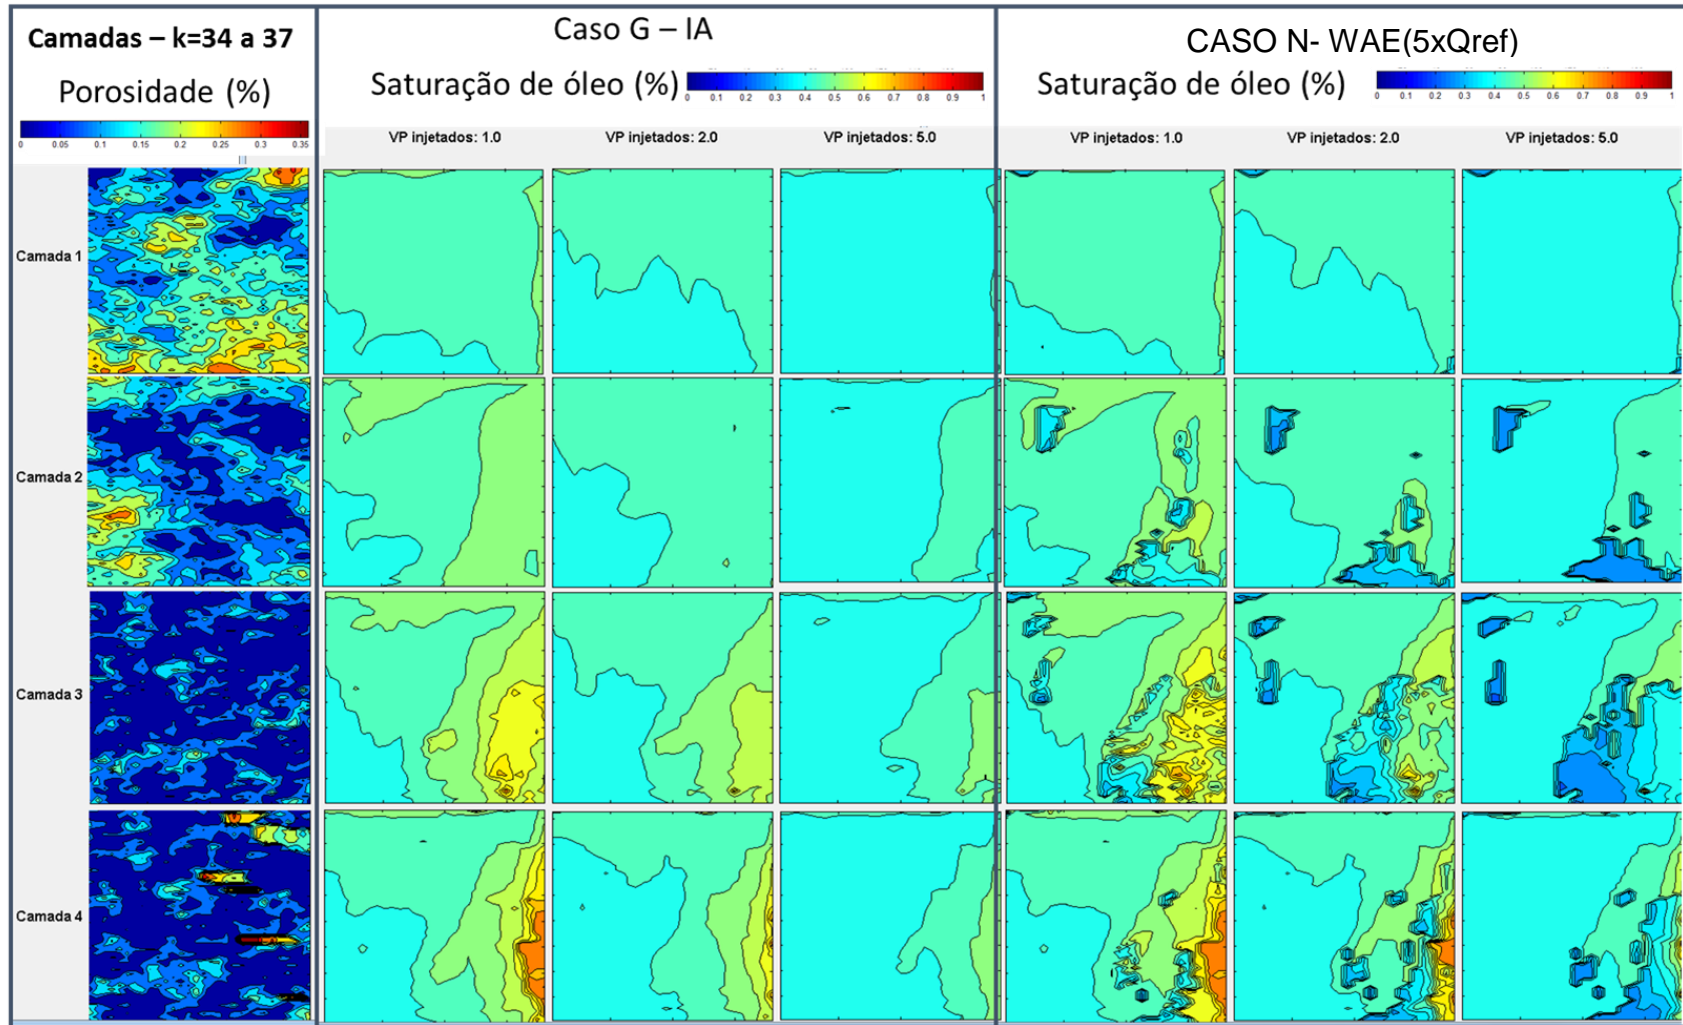 Camadas – k=34 a 37
Porosidade (%)
0 0.05 0.1 0.15 0.2 0.25 0.3 0.35
Caso G – IA
Saturação de óleo (%)
0 0.1 0.2 0.3 0.4 0.5 0.6 0.7 0.8 0.9 1
VP injetados: 1.0
VP injetados: 2.0
VP injetados: 5.0
CASO N- WAE(5xQref)
Saturação de óleo (%)
0 0.1 0.2 0.3 0.4 0.5 0.6 0.7 0.8 0.9 1
VP injetados: 1.0
VP injetados: 2.0
VP injetados: 5.0
Camada 1
Camada 2
Camada 3
Camada 4